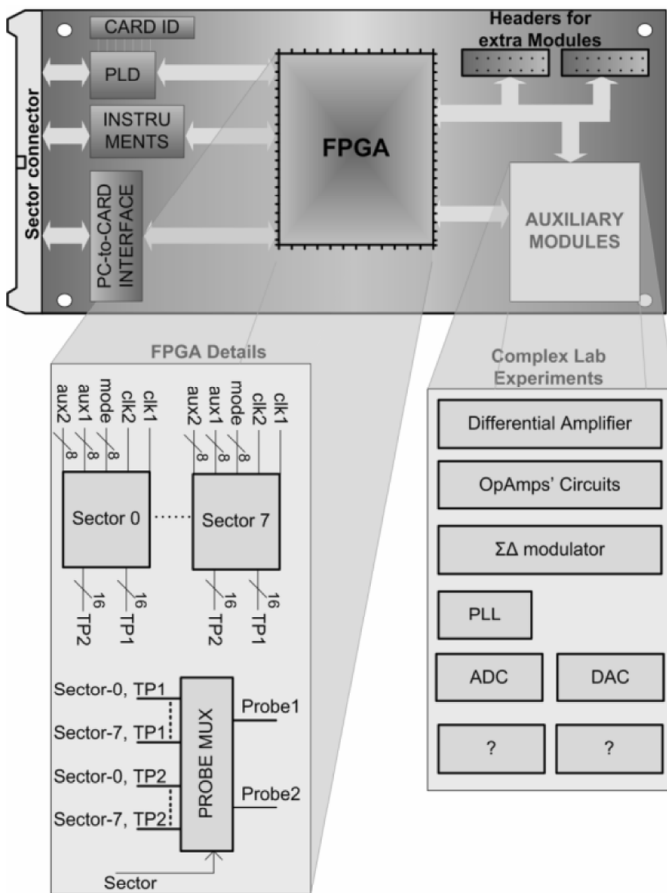 CARD ID
Headers for
extra Modules
PLD
INSTRU
MENTS
FPGA
Sector connector
PC-to-CARD
INTERFACE
AUXILIARY
MODULES
FPGA Details
aux2
aux1
mode
clk2
clk1
8
8
8
Sector 0
16
16
TP2
TP1
aux2
aux1
mode
clk2
clk1
8
8
8
Sector 7
16
16
TP2
TP1
Sector-0, TP1
Sector-7, TP1
Sector-0, TP2
Sector-7, TP2
PROBE MUX
Probe1
Probe2
Sector
Complex Lab
Experiments
Differential Amplifier
OpAmps' Circuits
ΣΔ modulator
PLL
ADC
DAC
?
?